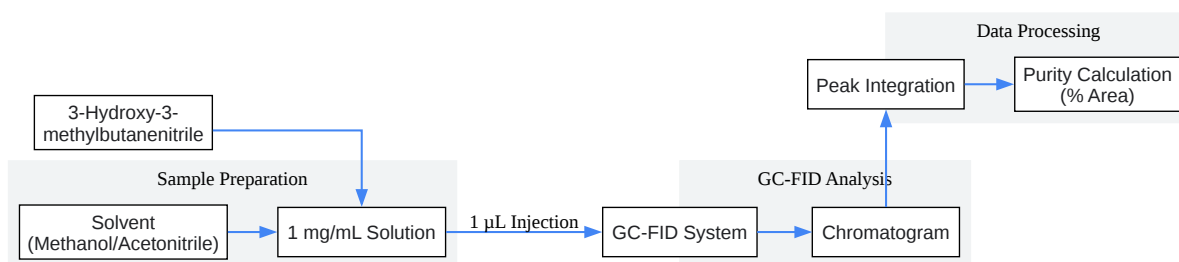 Data Processing
Peak Integration
Purity Calculation
(% Area)
3-Hydroxy-3-
methylbutanenitrile
Sample Preparation
GC-FID Analysis
Solvent
(Methanol/Acetonitrile)
1 mg/mL Solution
1 µL Injection
GC-FID System
Chromatogram